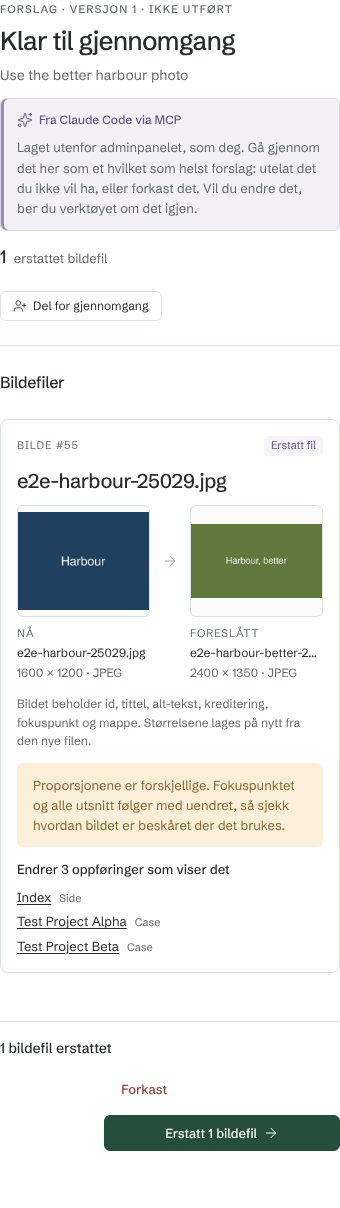 FORSLAG · VERSJON 1 · IKKE UTFØRT
Klar til gjennomgang
Use the better harbour photo
Fra Claude Code via MCP
Laget utenfor adminpanelet, som deg. Gå gjennom
det her som et hvilket som helst forslag: utelat det
du ikke vil ha, eller forkast det. Vil du endre det,
ber du verktøyet om det igjen.
1 erstattet bildefil
Del for gjennomgang
Bildefiler
BILDE #55
Erstatt fil
e2e-harbour-25029.jpg
Harbour
Harbour, better
NÅ
e2e-harbour-25029.jpg
1600 × 1200 · JPEG
FORESLÅTT
e2e-harbour-better-2...
2400 × 1350 · JPEG
Bildet beholder id, tittel, alt-tekst, kreditering,
fokuspunkt og mappe. Størrelsene lages på nytt fra
den nye filen.
Proporsjonene er forskjellige. Fokuspunktet
og alle utsnitt følger med uendret, så sjekk
hvordan bildet er beskåret der det brukes.
Endrer 3 oppføringer som viser det
Index Side
Test Project Alpha Case
Test Project Beta Case
1 bildefil erstattet
Forkast
Erstatt 1 bildefil →